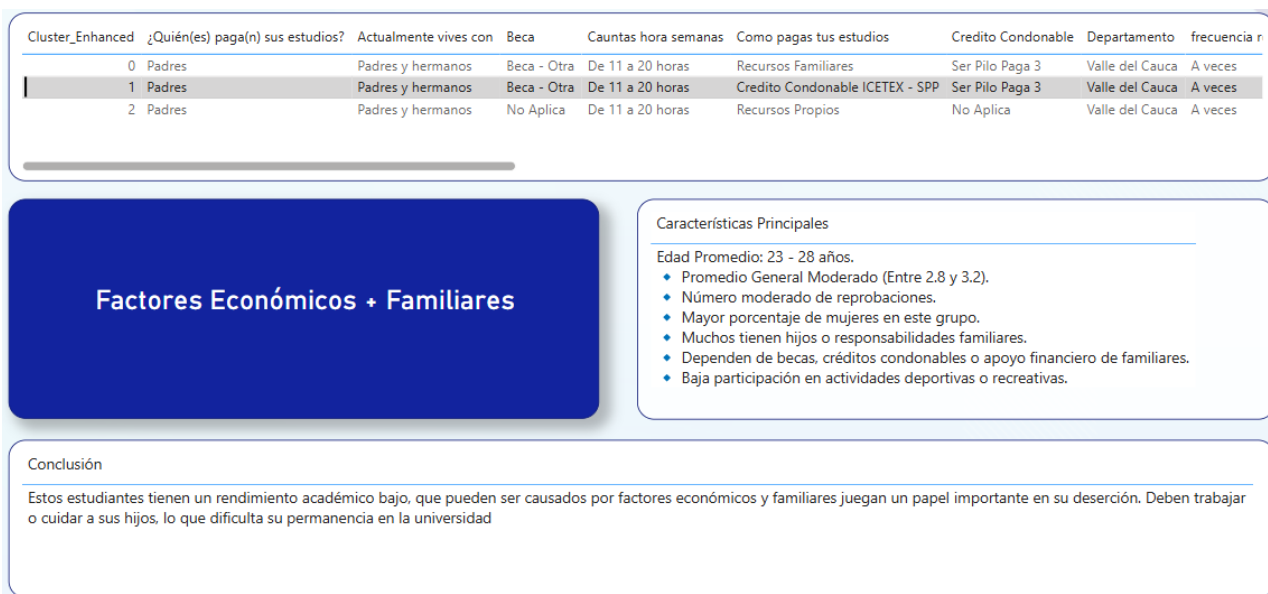 Cluster_Enhanced ¿Quién(es) paga(n) sus estudios? Actualmente vives con Beca Cauntas hora semanas Como pagas tus estudios Credito Condonable Departamento frecuencia
0 Padres Padres y hermanos Beca - Otra De 11 a 20 horas Recursos Familiares Ser Pilo Paga 3 Valle del Cauca A veces
1 Padres Padres y hermanos Beca - Otra De 11 a 20 horas Credito Condonable ICETEX - SPP Ser Pilo Paga 3 Valle del Cauca A veces
2 Padres Padres y hermanos No Aplica De 11 a 20 horas Recursos Propios No Aplica Valle del Cauca A veces
Factores Económicos + Familiares
Características Principales
Edad Promedio: 23 - 28 años.
Promedio General Moderado (Entre 2.8 y 3.2).
Número moderado de reprobaciones.
Mayor porcentaje de mujeres en este grupo.
Muchos tienen hijos o responsabilidades familiares.
Dependen de becas, créditos condonables o apoyo financiero de familiares.
Baja participación en actividades deportivas o recreativas.
Conclusión
Estos estudiantes tienen un rendimiento académico bajo, que pueden ser causados por factores económicos y familiares juegan un papel importante en su deserción. Deben trabajar
o cuidar a sus hijos, lo que dificulta su permanencia en la universidad